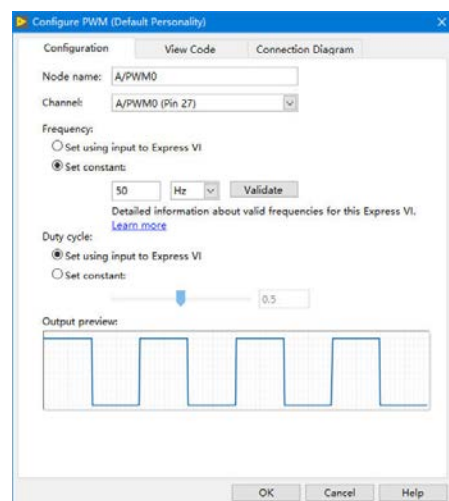 Configure PWM (Default Personality)
Configuration View Code Connection Diagram
Node name: A/PWM0
Channel: A/PWM0 (Pin 27)
Frequency:
Set using input to Express VI
Set constant:
50 Hz Validate
Detailed information about valid frequencies for this Express VI.
Learn more
Duty cycle:
Set using input to Express VI
Set constant:
0.5
Output preview:
OK Cancel Help